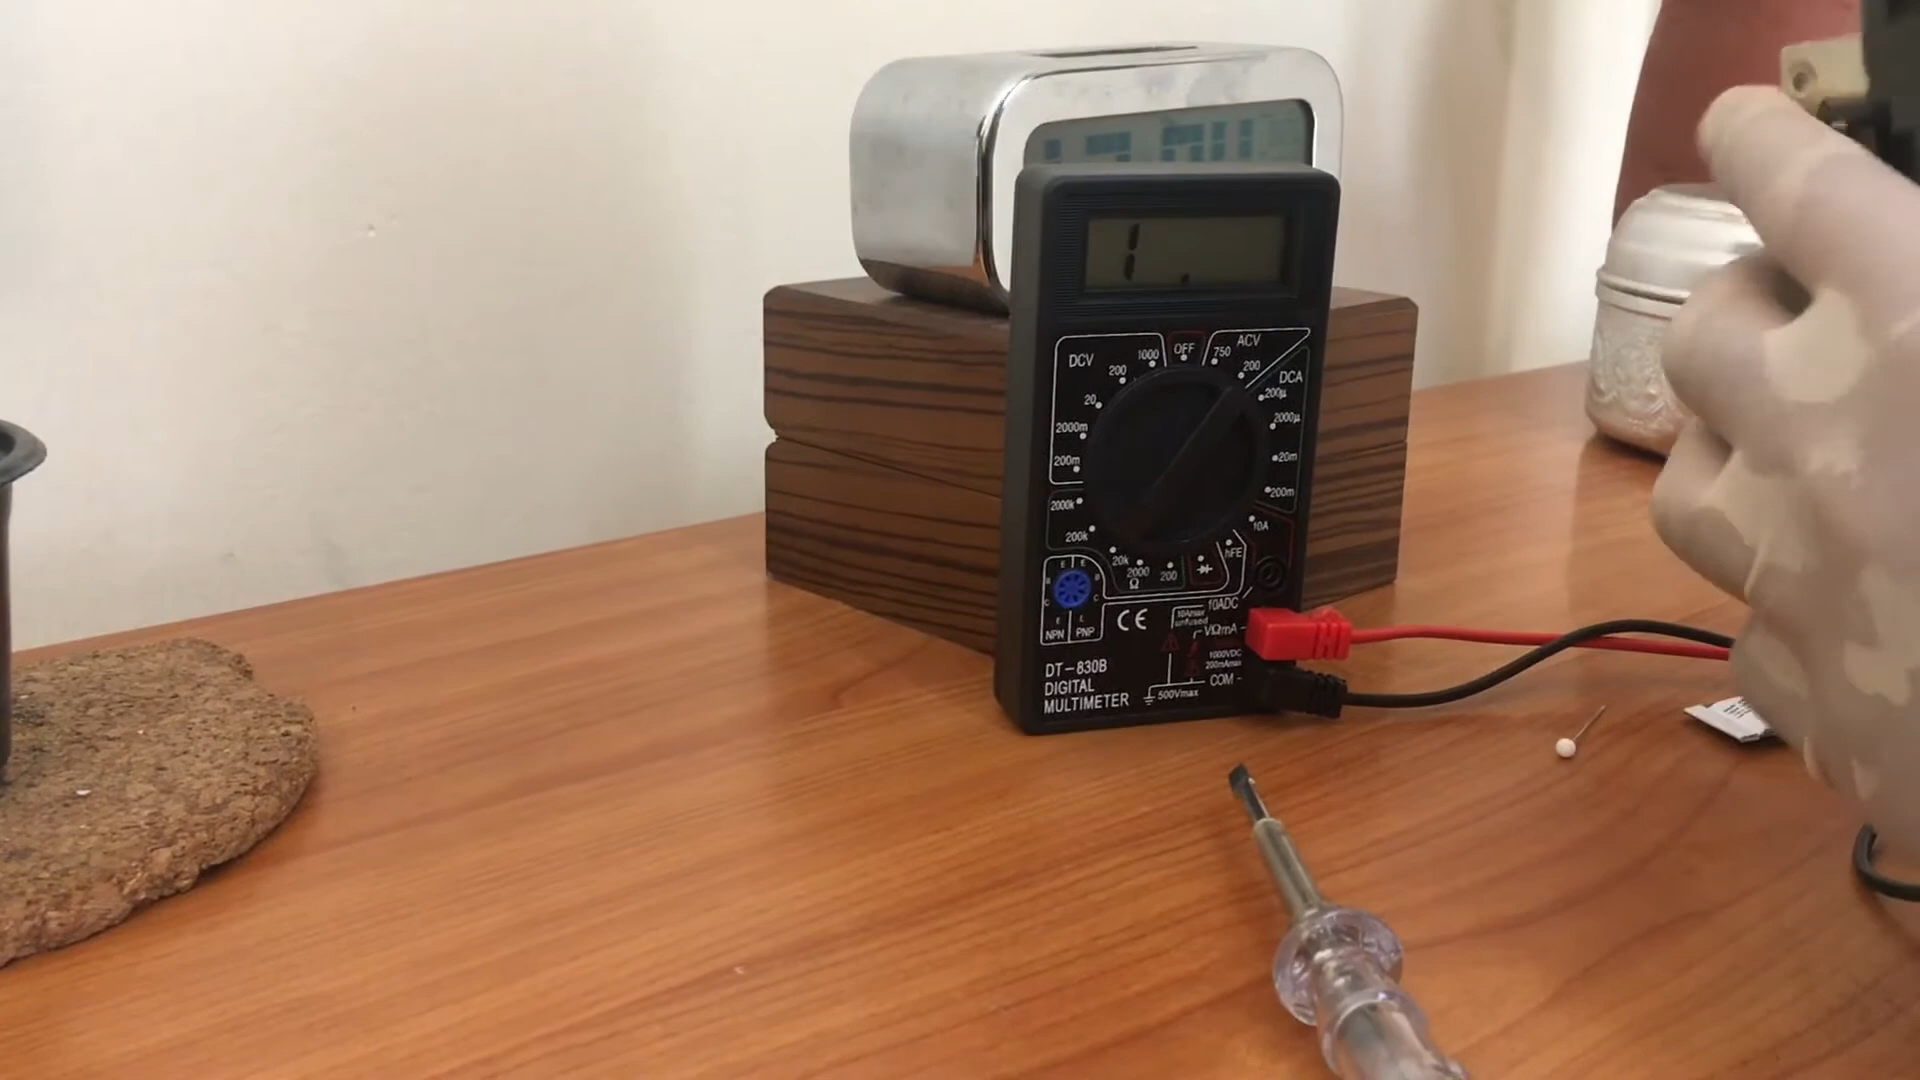 1 .
DCV
1000
OFF
750
ACV
200
200
DCA
20
200µ
2000m
2000µ
200m
20m
2000k
200m
200k
10A
20k
2000
Ω
200
hFE
E E
B B
C C
E E
NPN PNP
CE
10Amax
unfused
10ADC
VΩmA
1000VDC
200mAmax
COM
500Vmax
DT-830B
DIGITAL
MULTIMETER